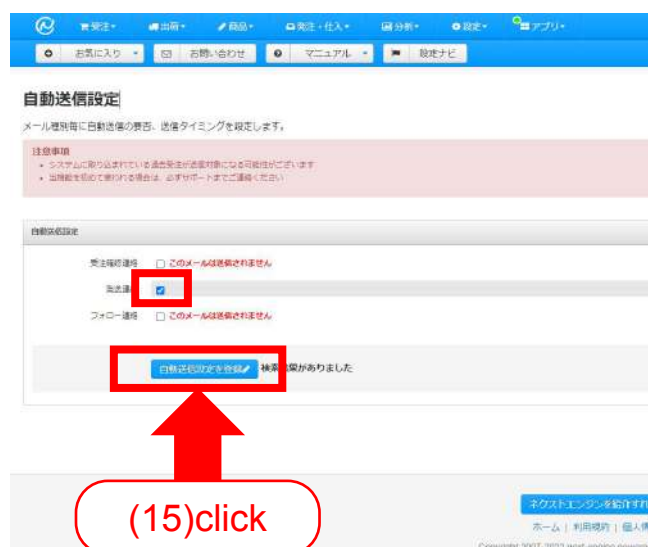 受注 出荷 商品 発注・仕入 分析 設定 アプリ
お気に入り お問い合わせ マニュアル 設定ナビ
自動送信設定
メール種別毎に自動送信の要否、送信タイミングを設定します。
注意事項
システムに取り込まれている過去受注が送信対象になる可能性がございます
当機能を初めて使われる場合は、必ずサポートまでご連絡ください
自動送信設定
受注確認連絡 このメールは送信されません
発送連
フォロー連絡 このメールは送信されません
自動送信設定を登録 検索 果がありました
(15)click
ネクストエンジンを紹介すれ
ホーム | 利用規約 | 個人情